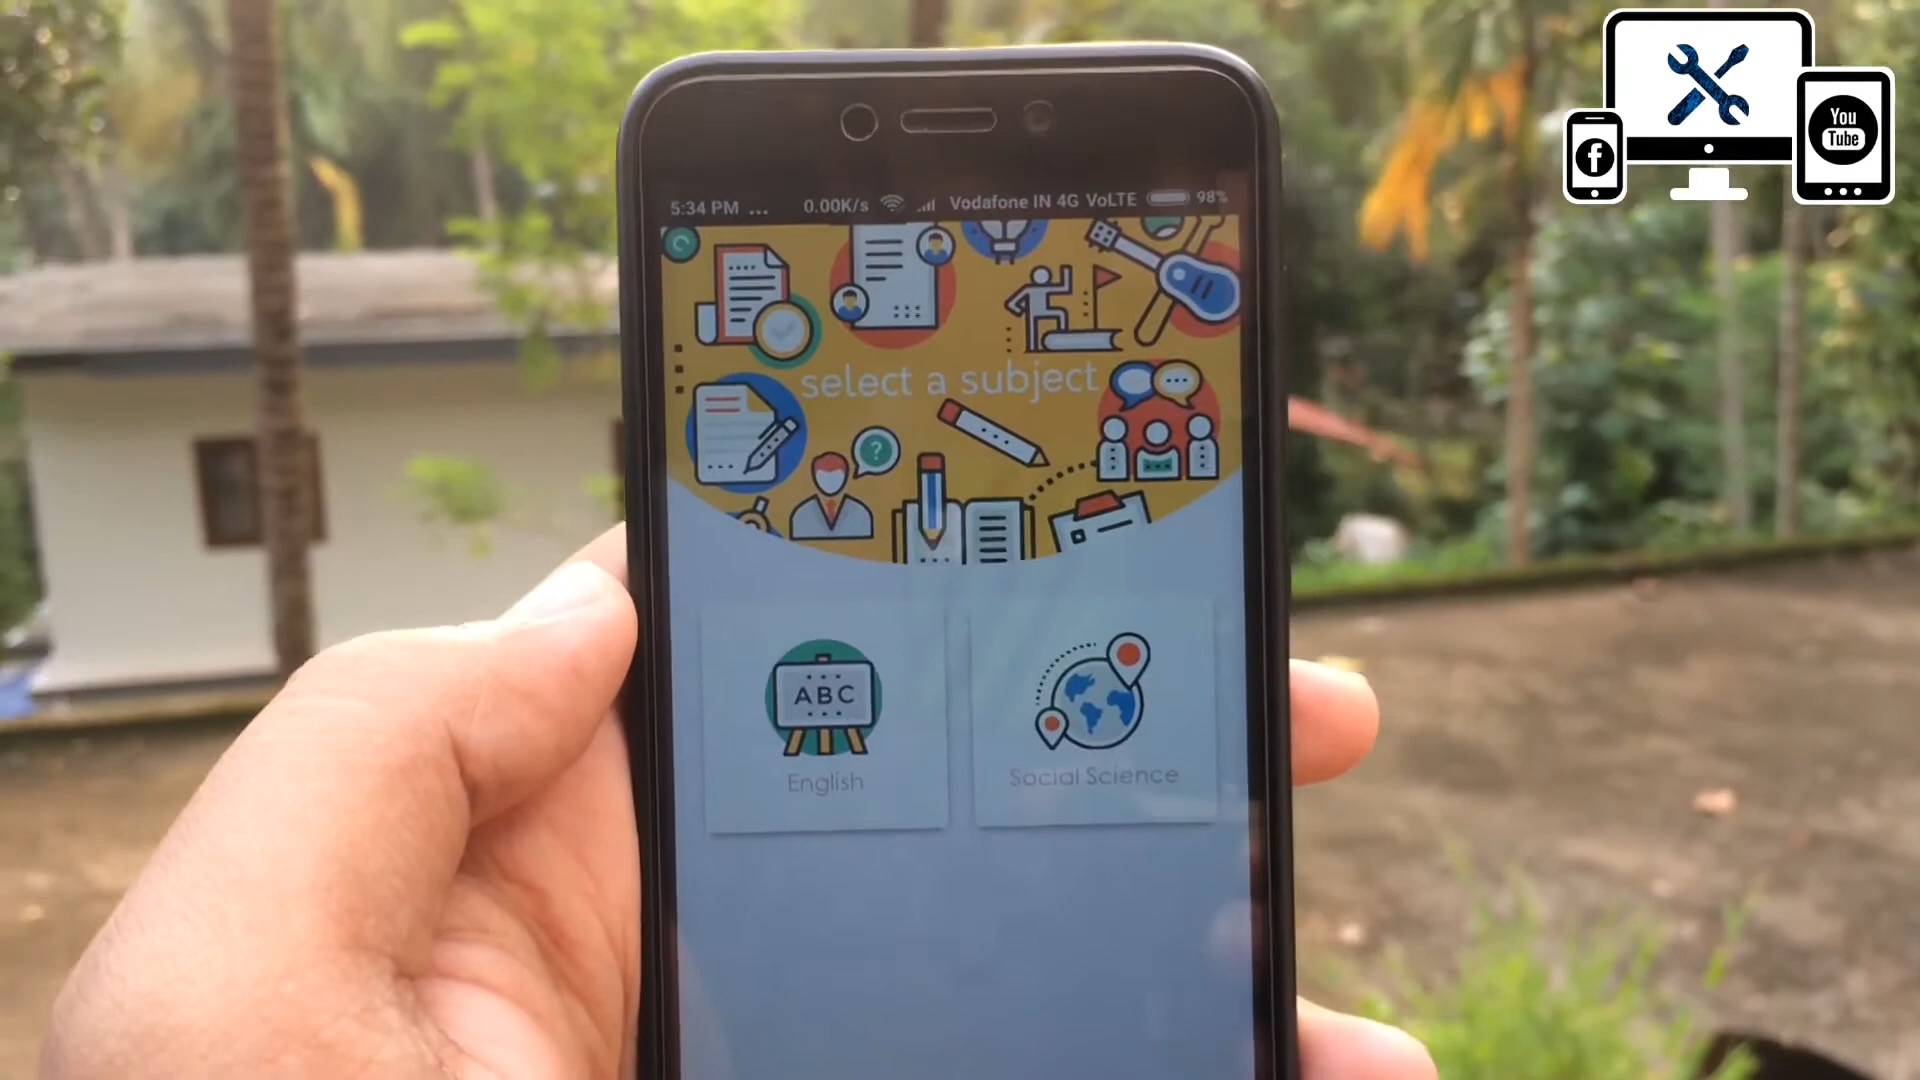 5:34 PM ... 0.00K/s Vodafone IN 4G VoLTE 98%
select a subject
?
ABC
English
Social Science
f
You
Tube